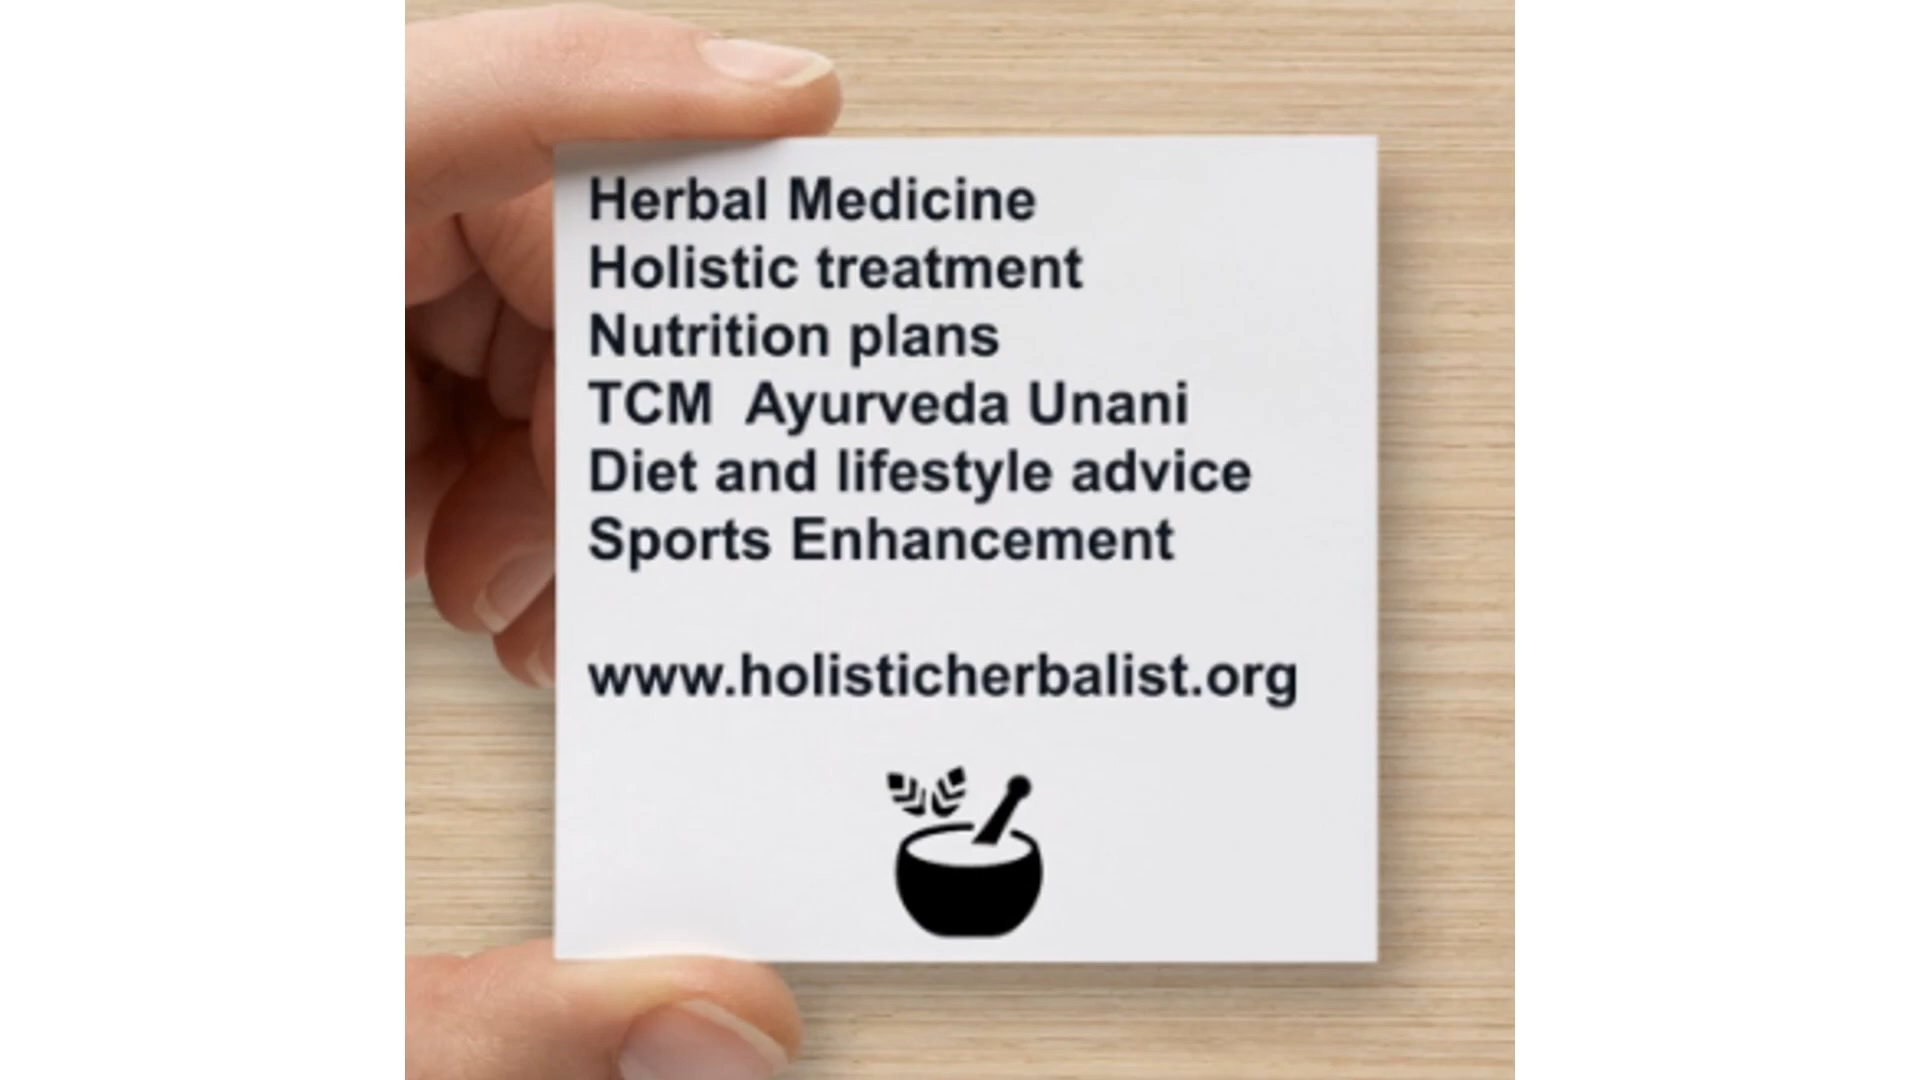 Herbal Medicine
Holistic treatment
Nutrition plans
TCM  Ayurveda Unani
Diet and lifestyle advice
Sports Enhancement
www.holisticherbalist.org